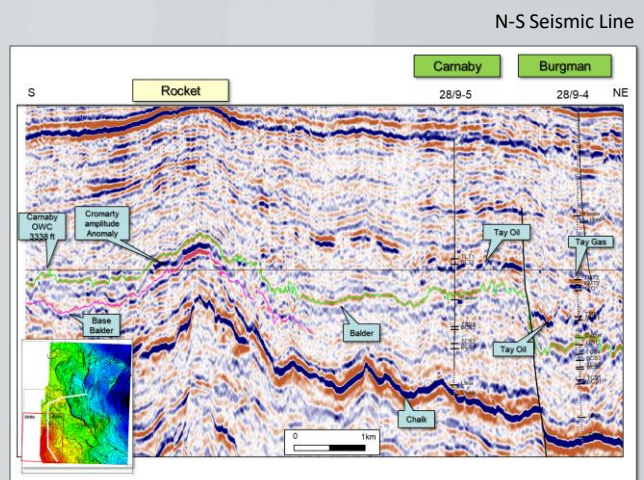 N-S Seismic Line
Carnaby
Burgman
Rocket
S
28/9-5
28/9-4
NE
Carnaby
OWC
3338 ft
Cromarty
amplitude
Anomaly
Tay Oil
Tay Gas
Base
Balder
Balder
Tay Oil
Chalk
0
1km